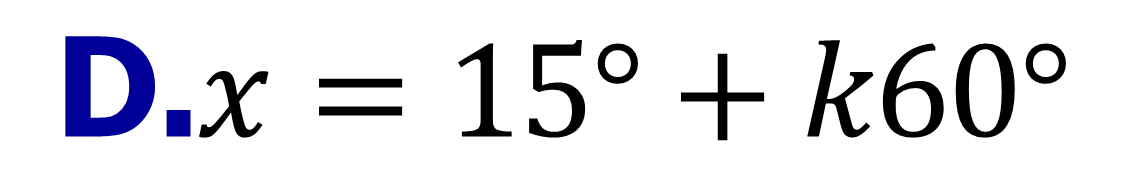 D. x = 15° + k60°